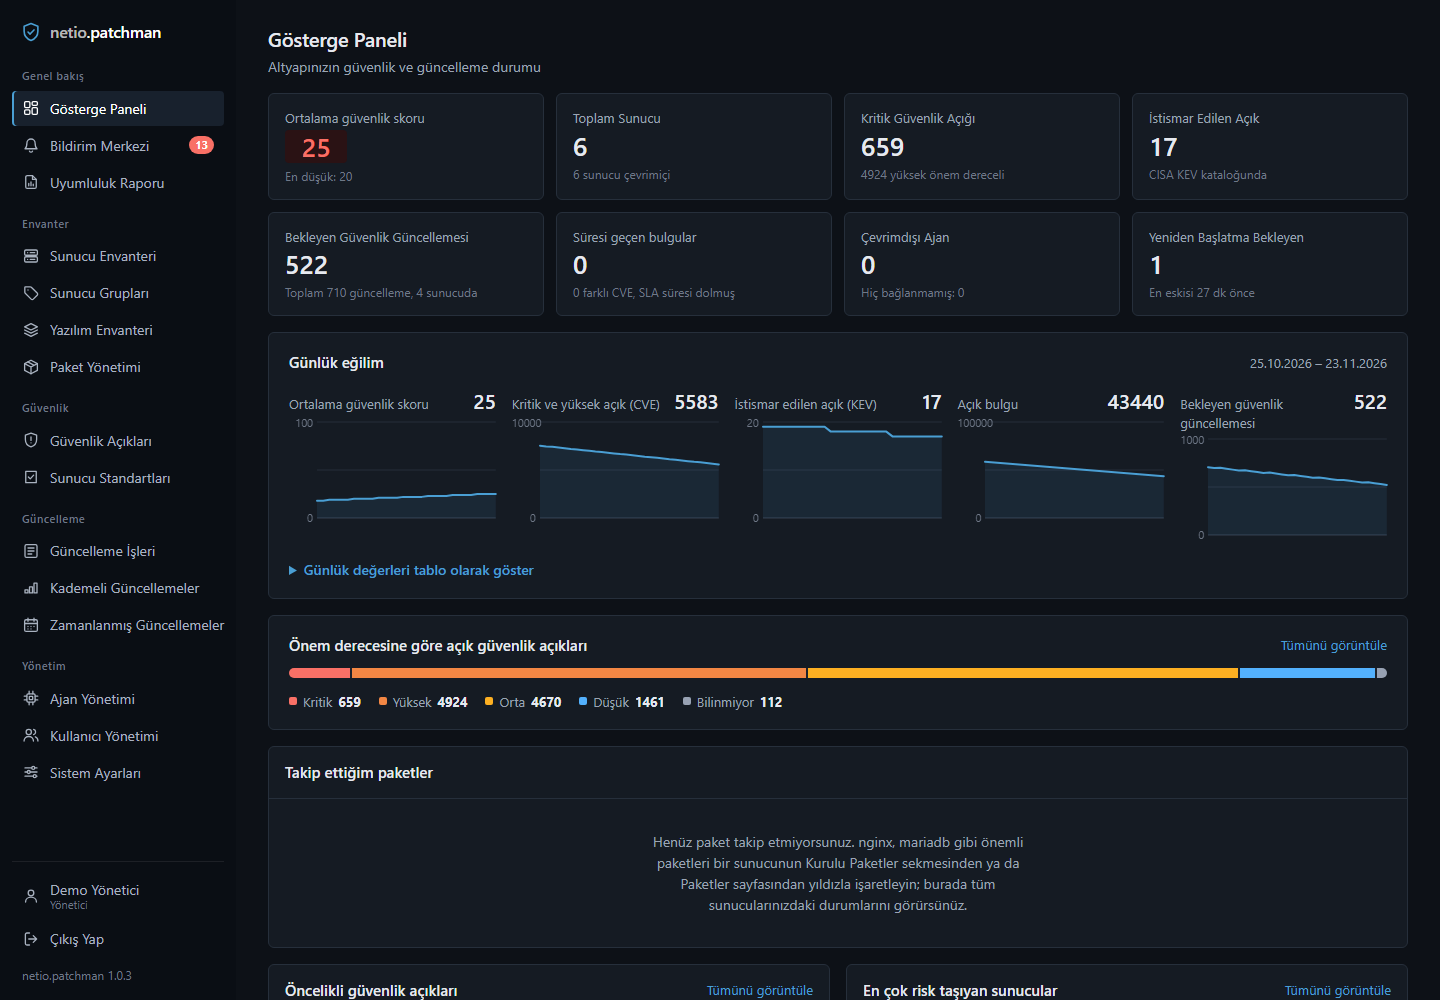 netio.patchman
Genel bakış
Gösterge Paneli
Bildirim Merkezi 13
Uyumluluk Raporu
Envanter
Sunucu Envanteri
Sunucu Grupları
Yazılım Envanteri
Paket Yönetimi
Güvenlik
Güvenlik Açıkları
Sunucu Standartları
Güncelleme
Güncelleme İşleri
Kademeli Güncellemeler
Zamanlanmış Güncellemeler
Yönetim
Ajan Yönetimi
Kullanıcı Yönetimi
Sistem Ayarları
Demo Yönetici
Yönetici
Çıkış Yap
netio.patchman 1.0.3
Gösterge Paneli
Altyapınızın güvenlik ve güncelleme durumu
Ortalama güvenlik skoru
25
En düşük: 20
Toplam Sunucu
6
6 sunucu çevrimiçi
Kritik Güvenlik Açığı
659
4924 yüksek önem dereceli
İstismar Edilen Açık
17
CISA KEV kataloğunda
Bekleyen Güvenlik Güncellemesi
522
Toplam 710 güncelleme, 4 sunucuda
Süresi geçen bulgular
0
0 farklı CVE, SLA süresi dolmuş
Çevrimdışı Ajan
0
Hiç bağlanmamış: 0
Yeniden Başlatma Bekleyen
1
En eskisi 27 dk önce
Günlük eğilim
25.10.2026 – 23.11.2026
Ortalama güvenlik skoru 25
100
0
Kritik ve yüksek açık (CVE) 5583
10000
0
İstismar edilen açık (KEV) 17
20
0
Açık bulgu 43440
100000
0
Bekleyen güvenlik güncellemesi 522
1000
0
Günlük değerleri tablo olarak göster
Önem derecesine göre açık güvenlik açıkları
Tümünü görüntüle
Kritik 659 Yüksek 4924 Orta 4670 Düşük 1461 Bilinmiyor 112
Takip ettiğim paketler
Henüz paket takip etmiyorsunuz. nginx, mariadb gibi önemli
paketleri bir sunucunun Kurulu Paketler sekmesinden ya da
Paketler sayfasından yıldızla işaretleyin; burada tüm
sunucularınızdaki durumlarını görürsünüz.
Öncelikli güvenlik açıkları
Tümünü görüntüle
En çok risk taşıyan sunucular
Tümünü görüntüle